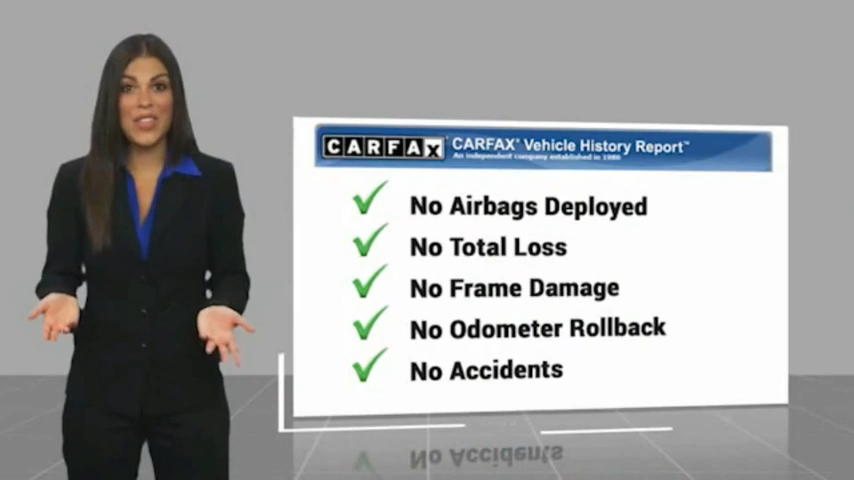 CARFAX CARFAX® Vehicle History Report™
An independent company established in 1986
No Airbags Deployed
No Total Loss
No Frame Damage
No Odometer Rollback
No Accidents
No Accidents